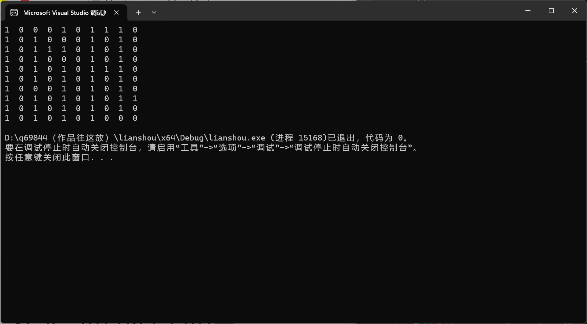 Microsoft Visual Studio 调试控
1 0 0 0 1 0 1 1 1 0
1 0 1 0 0 0 1 0 1 0
1 0 1 1 1 0 1 0 1 0
1 0 1 0 0 0 1 1 1 0
1 0 1 0 1 0 1 0 1 0
1 0 1 0 1 0 1 0 1 0
1 0 0 0 1 0 1 0 1 0
1 0 1 0 1 0 1 0 1 1
1 0 1 0 1 0 1 0 1 0
1 0 1 0 1 0 1 0 0 0
D:\q69844（作品往这放）\lianshou\x64\Debug\lianshou.exe (进程 15168)已退出，代码为 0。
要在调试停止时自动关闭控制台，请启用“工具”->“选项”->“调试”->“调试停止时自动关闭控制台”。
按任意键关闭此窗口. . .